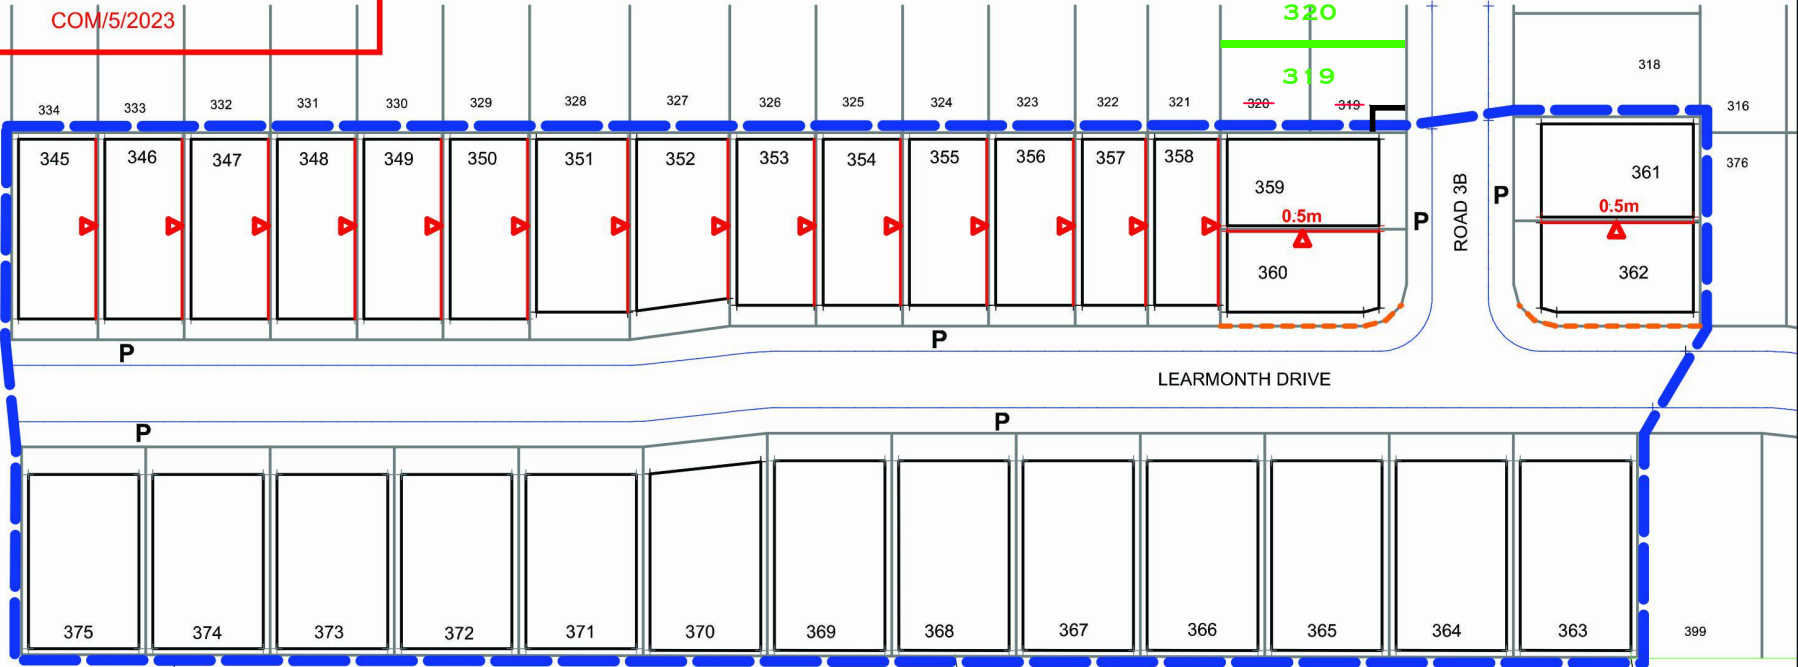 COM/5/2023
320
319
334 333 332 331 330 329 328 327 326 325 324 323 322 321 320 319
318
316
345 346 347 348 349 350 351 352 353 354 355 356 357 358
359
0.5m
360
P
ROAD 3B
P
361
0.5m
362
376
P
P
LEARMONTH DRIVE
P
P
375 374 373 372 371 370 369 368 367 366 365 364 363
399